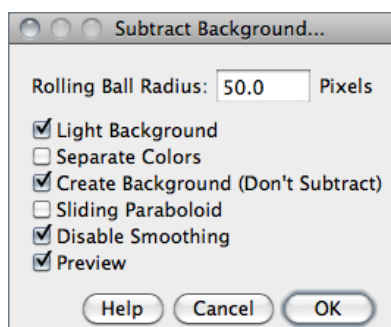 Subtract Background...
Rolling Ball Radius: 50.0 Pixels
Light Background
Separate Colors
Create Background (Don't Subtract)
Sliding Paraboloid
Disable Smoothing
Preview
Help Cancel OK